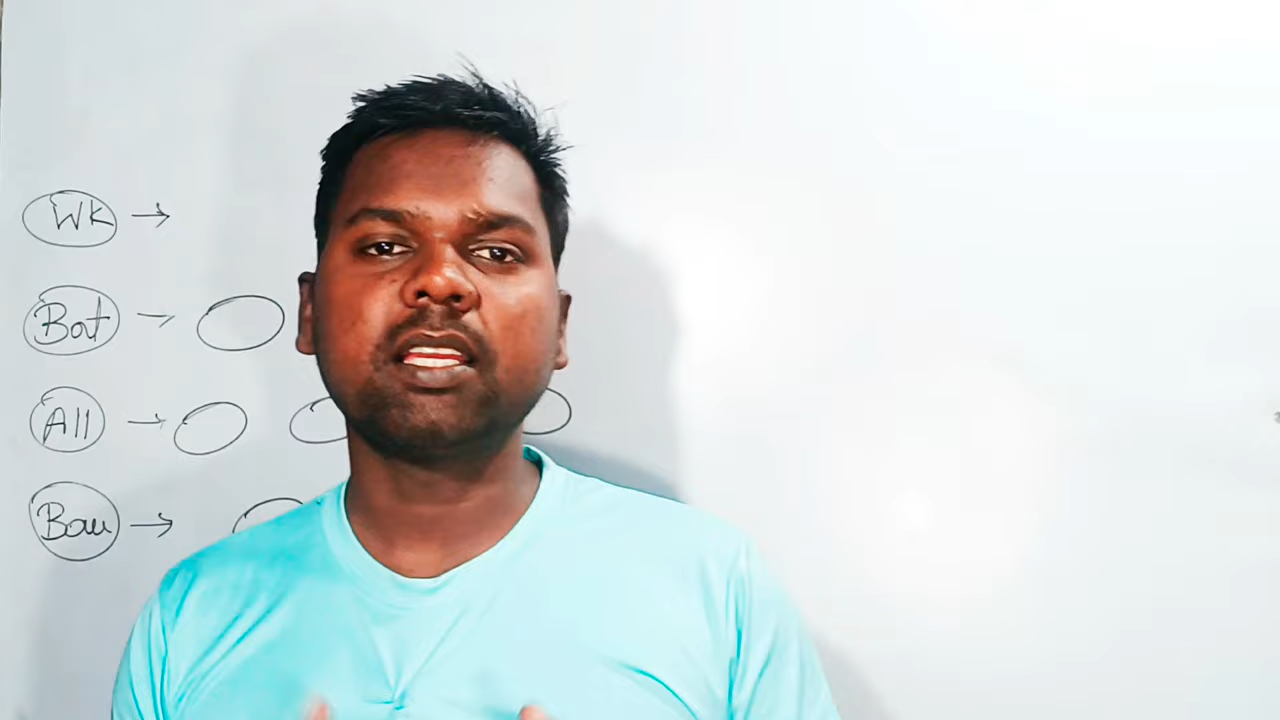 Wk →
Bat →
All →
Bow →